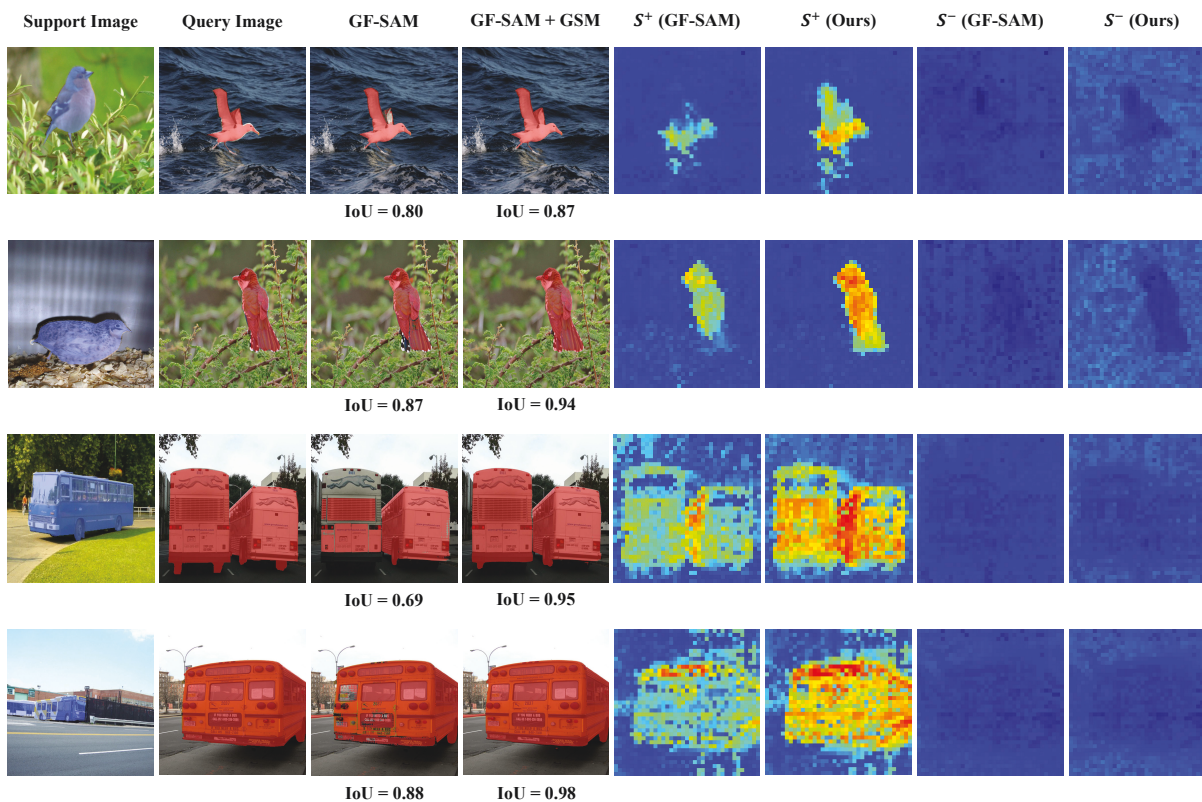 Support Image Query Image GF-SAM GF-SAM + GSM S⁺ (GF-SAM) S⁺ (Ours) S⁻ (GF-SAM) S⁻ (Ours)
IoU = 0.80 IoU = 0.87
IoU = 0.87 IoU = 0.94
IoU = 0.69 IoU = 0.95
IoU = 0.88 IoU = 0.98